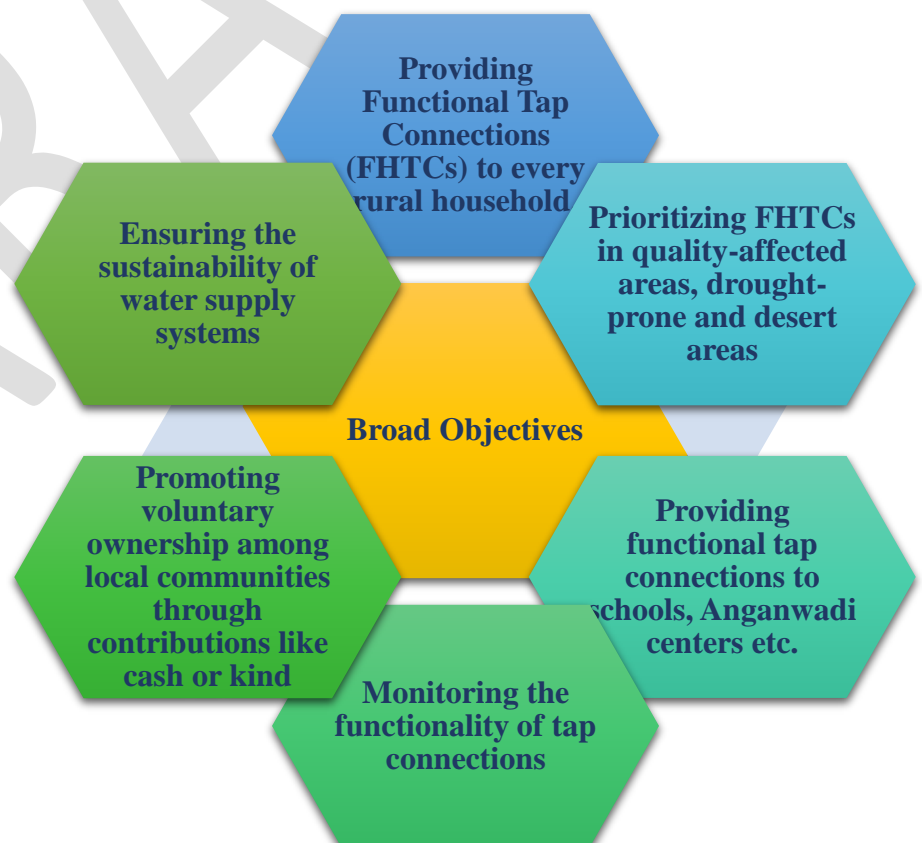 Providing
Functional Tap
Connections
(FHTCs) to every
rural household
Prioritizing FHTCs
in quality-affected
areas, drought-
prone and desert
areas
Providing
functional tap
connections to
schools, Anganwadi
centers etc.
Monitoring the
functionality of tap
connections
Promoting
voluntary
ownership among
local communities
through
contributions like
cash or kind
Ensuring the
sustainability of
water supply
systems
Broad Objectives